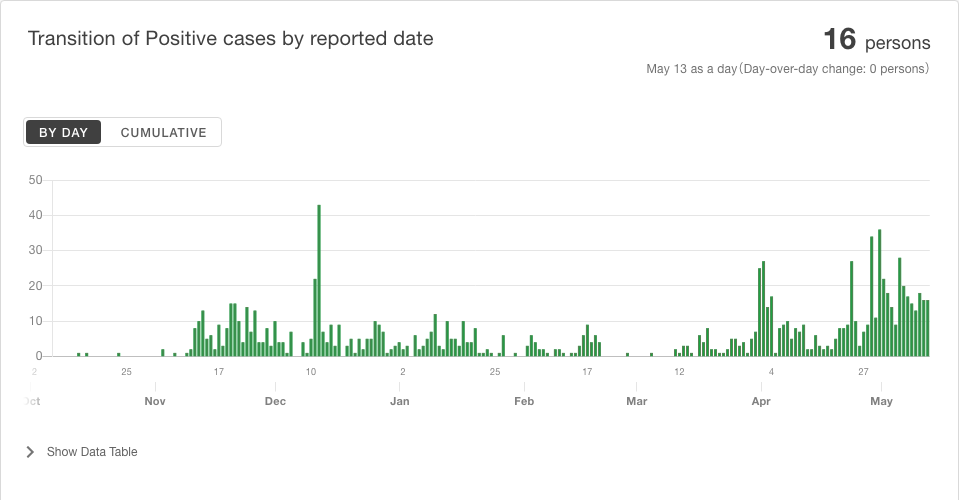 Transition of Positive cases by reported date
16 persons
May 13 as a day(Day-over-day change: 0 persons)
BY DAY CUMULATIVE
50
40
30
20
10
0
2 25 17 10 2 25 17 12 4 27
Nov Dec Jan Feb Mar Apr May
Show Data Table